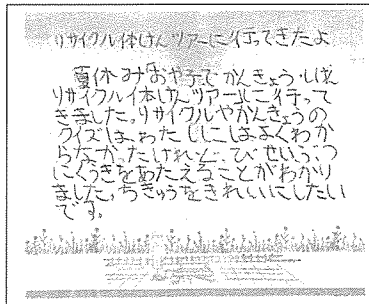 リサイクル体けんツアーに行ってきたよ
夏休みおや子でかんきょう・しげん
リサイクル体けんツアーに行って
きました。リサイクルやかんきょうの
クイズは、わたしにはよくわか
らなかったけれど、びせいぶつ
にくうきをあたえることがわかり
ました。ちきゅうをきれいにしたい
です。